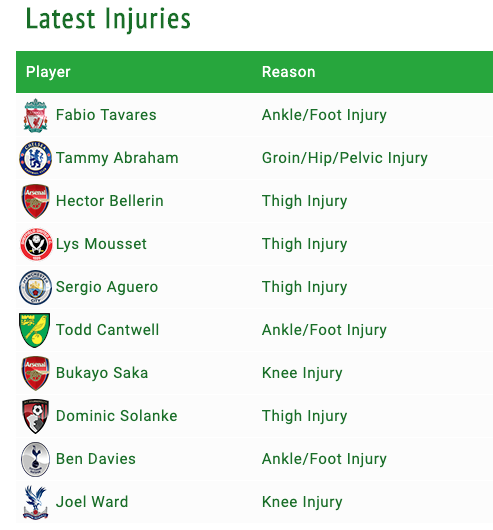 Latest Injuries
Player Reason
Fabio Tavares Ankle/Foot Injury
Tammy Abraham Groin/Hip/Pelvic Injury
Hector Bellerin Thigh Injury
Lys Mousset Thigh Injury
Sergio Aguero Thigh Injury
Todd Cantwell Ankle/Foot Injury
Bukayo Saka Knee Injury
Dominic Solanke Thigh Injury
Ben Davies Ankle/Foot Injury
Joel Ward Knee Injury